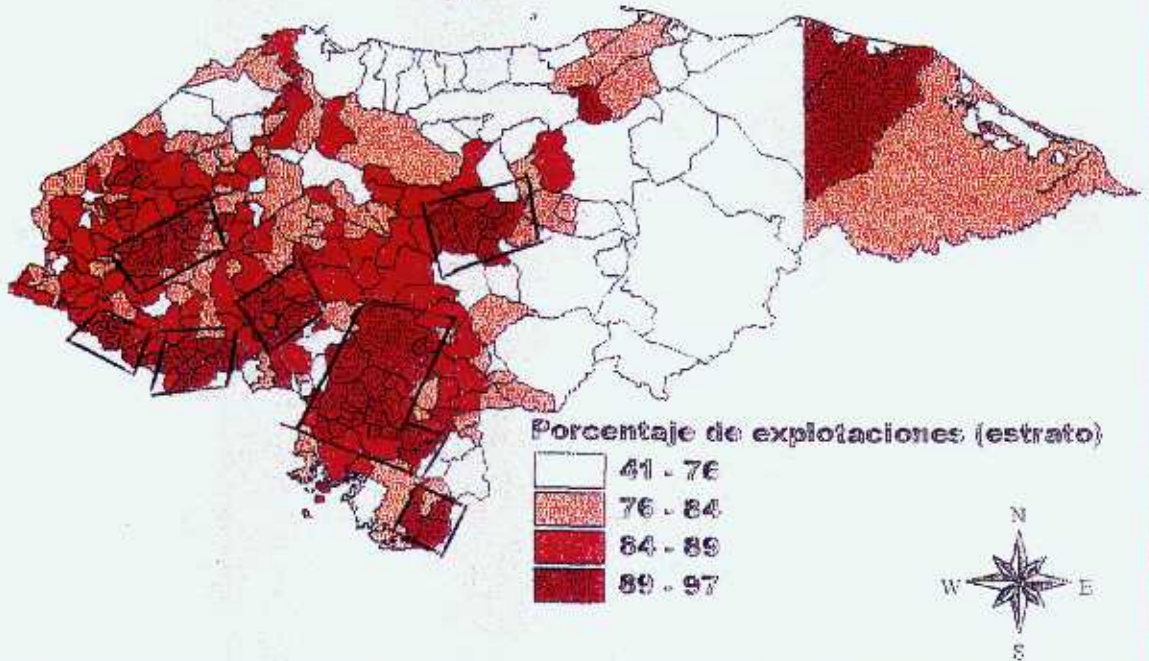 Porcentaje de explotaciones (estrato)
41 - 76
76 - 84
84 - 89
89 - 97
N
W E
S